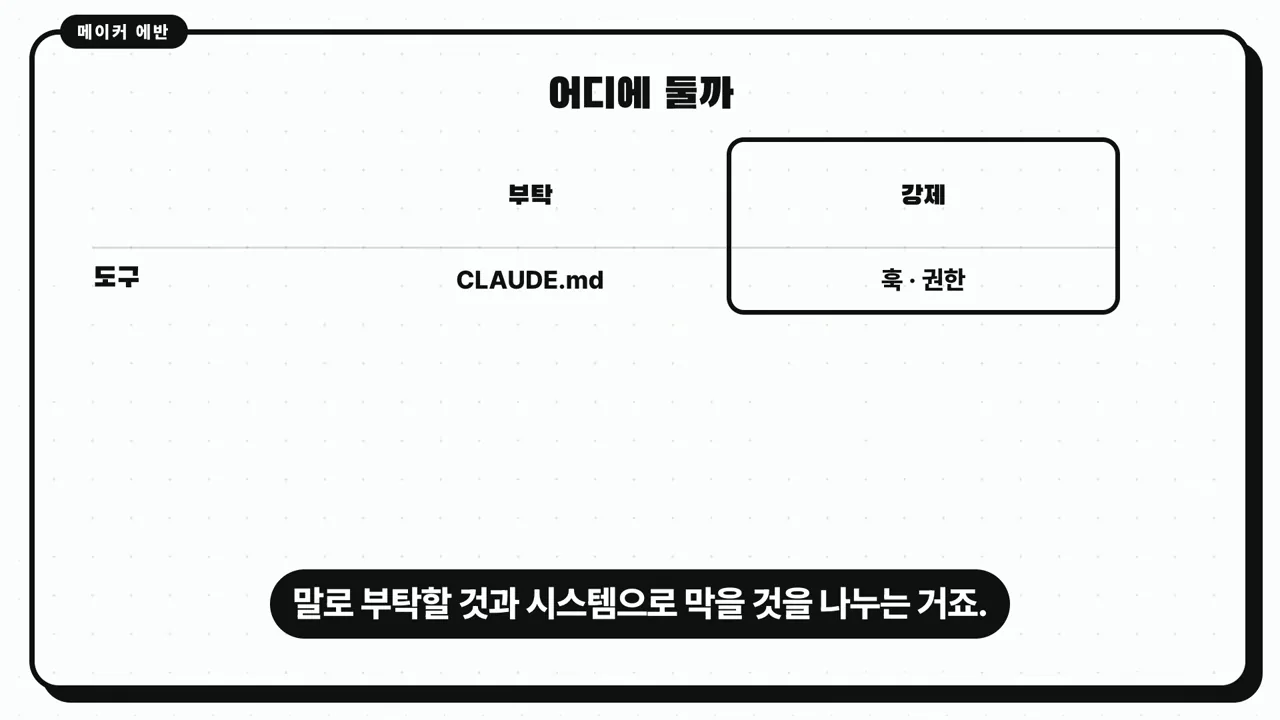 메이커 에반
어디에 둘까
부탁 강제
도구 CLAUDE.md 훅 · 권한
말로 부탁할 것과 시스템으로 막을 것을 나누는 거죠.